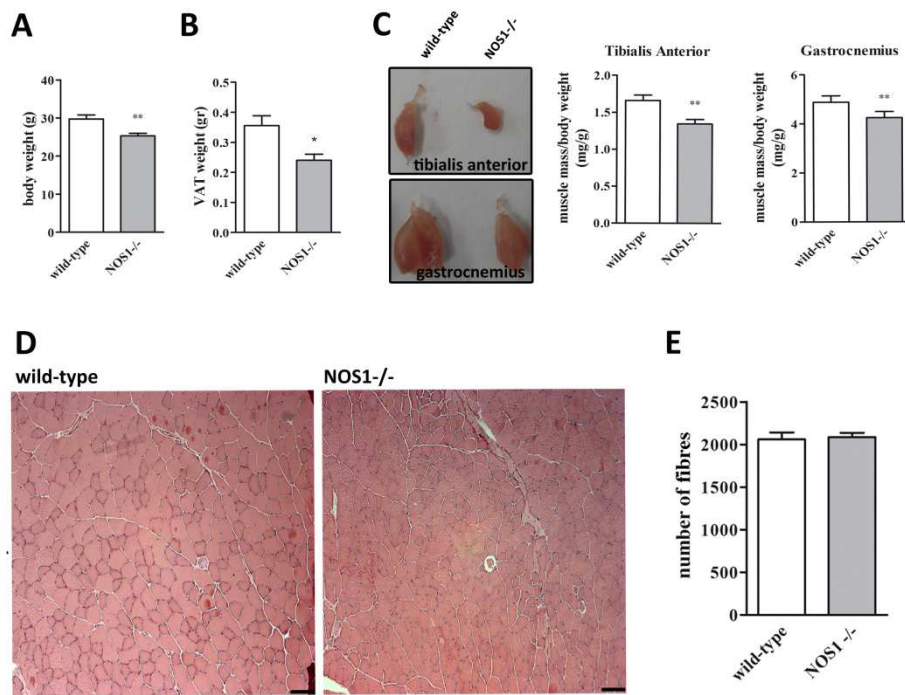 A
body weight (g)
40
30
20
10
0
**
wild-type
NOS1-/-
B
VAT weight (gr)
0.6
0.4
0.2
0.0
*
wild-type
NOS1-/-
C
wild-type
NOS1-/-
tibialis anterior
gastrocnemius
Tibialis Anterior
muscle mass/body weight
(mg/g)
2.0
1.5
1.0
0.5
0.0
**
wild-type
NOS1-/-
Gastrocnemius
muscle mass/body weight
(mg/g)
6
4
2
0
**
wild-type
NOS1-/-
D
wild-type
NOS1-/-
E
number of fibres
2500
2000
1500
1000
500
0
wild-type
NOS1 -/-